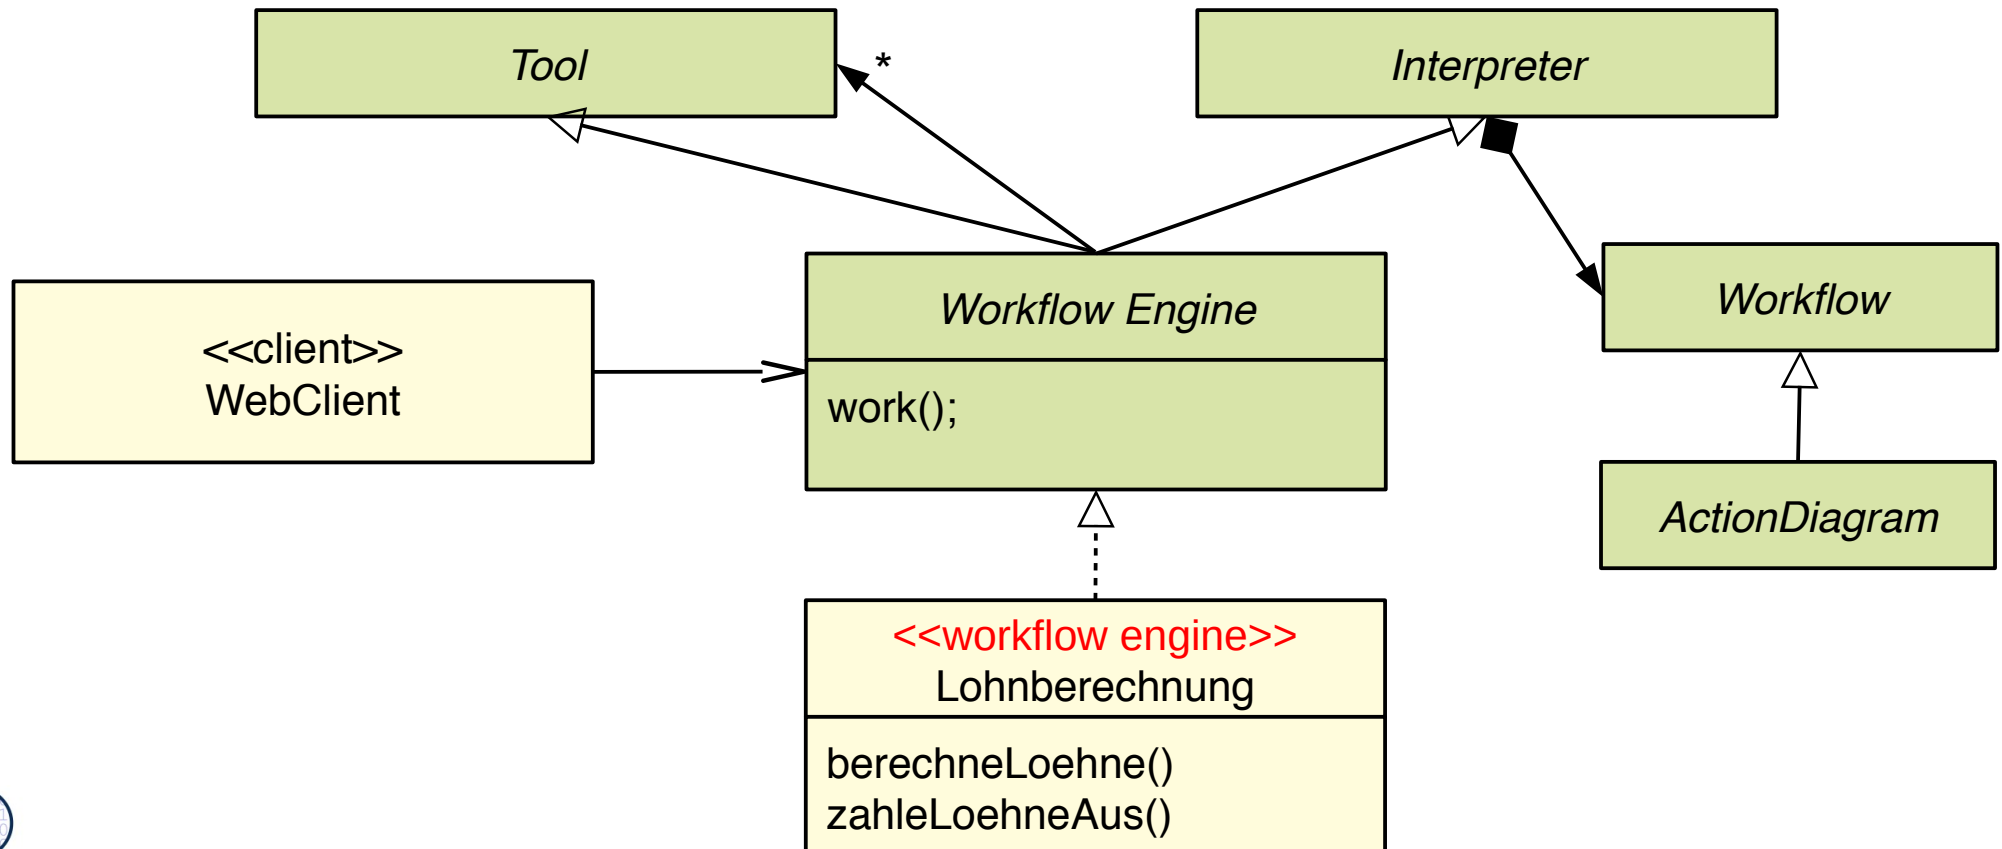 Tool
*
Interpreter
Workflow Engine
work();
<<client>>
WebClient
Workflow
ActionDiagram
<<workflow engine>>
Lohnberechnung
berechneLoehne()
zahleLoehneAus()